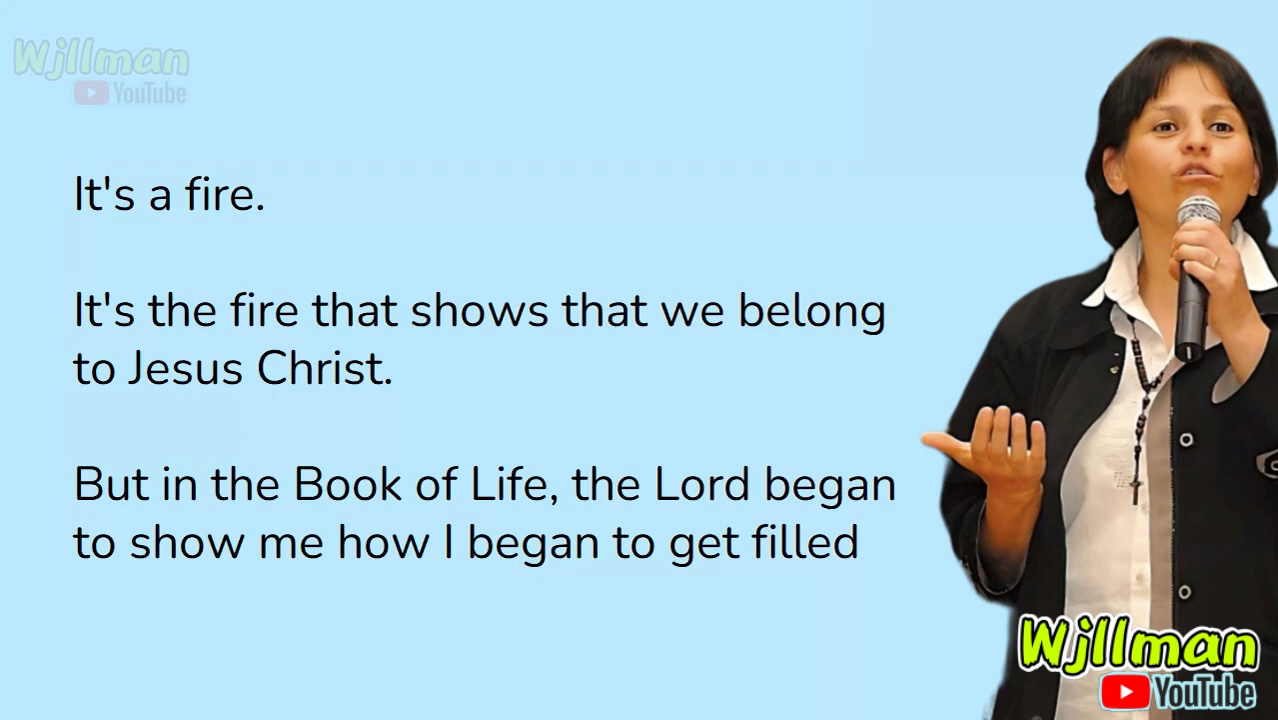 Wjllman
YouTube
It's a fire.
It's the fire that shows that we belong
to Jesus Christ.
But in the Book of Life, the Lord began
to show me how I began to get filled
Wjllman
YouTube